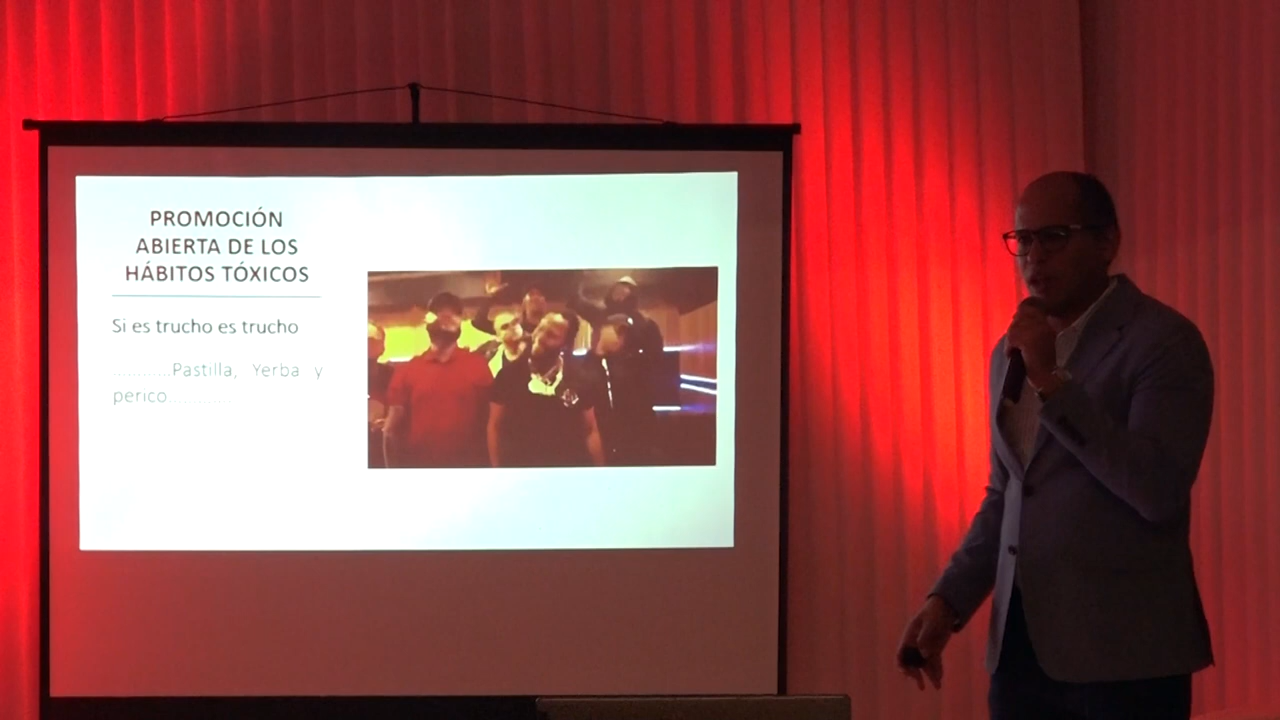 PROMOCIÓN
ABIERTA DE LOS
HÁBITOS TÓXICOS
Si es trucho es trucho
............Pastilla, Yerba y
perico............